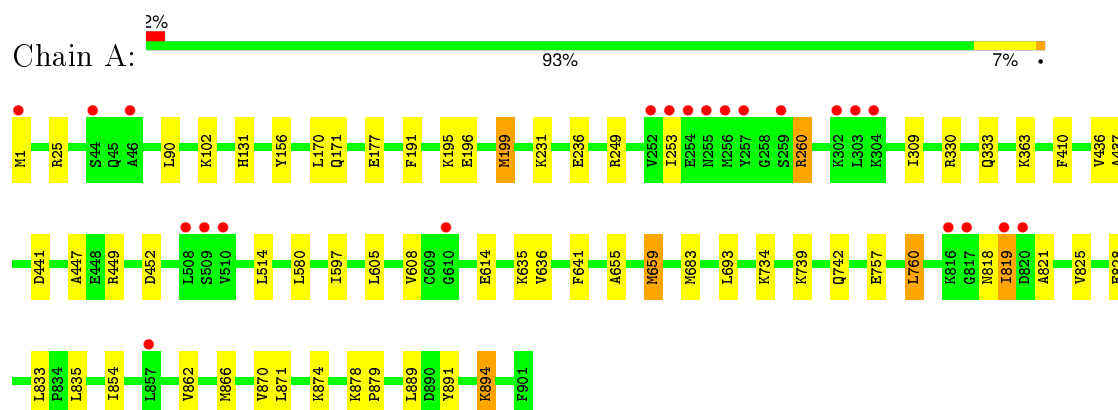 2%
Chain A:
93% 7% •
M1 R25 S44 Q45 A46 L90 K102 H131 Y156 L170 Q171 E177 F191 K195 E196 M199 K231 E236 R249 V252 I253 E254 N255 M256 Y257 G258 S259 R260 K302 K303 K304 I309 R330 Q333 K363 F410 V436 A437
D441 A447 E448 R449 D452 L508 S509 V510 L514 L580 I597 L605 V608 C609 G610 E614 K635 V636 F641 A655 M659 M683 L693 K734 K739 Q742 E757 L760 K816 G817 N818 I819 D820 A821 V825
L833 P834 L835 I854 L857 V862 M866 V870 L871 K874 K878 P879 L889 D890 Y891 K894 F901